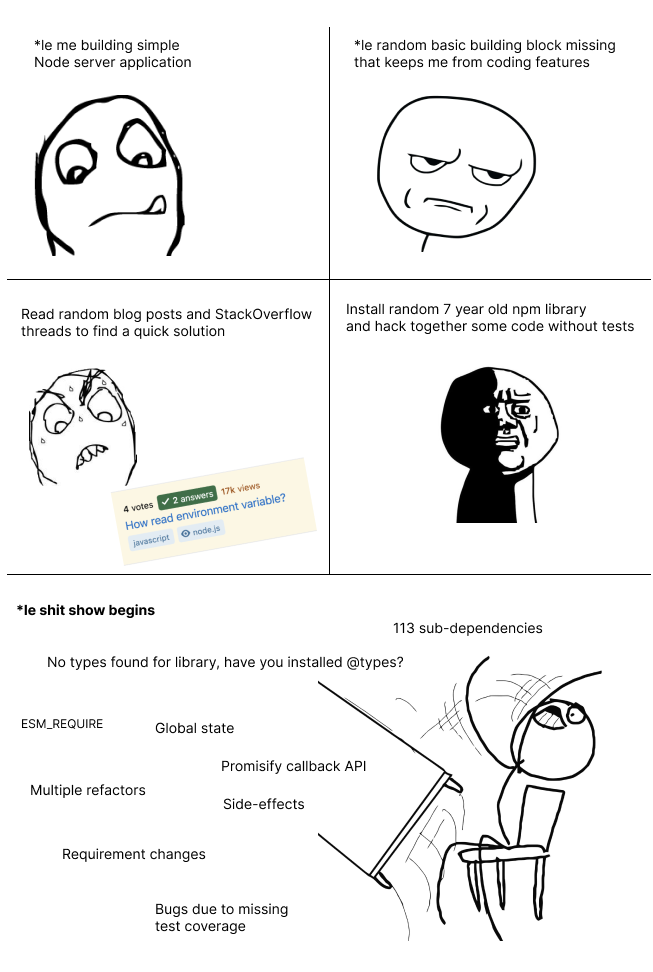 *le me building simple
Node server application
*le random basic building block missing
that keeps me from coding features
Read random blog posts and StackOverflow
threads to find a quick solution
4 votes ✓ 2 answers 17k views
How read environment variable?
javascript node.js
Install random 7 year old npm library
and hack together some code without tests
*le shit show begins
113 sub-dependencies
No types found for library, have you installed @types?
ESM_REQUIRE
Global state
Promisify callback API
Multiple refactors
Side-effects
Requirement changes
Bugs due to missing
test coverage